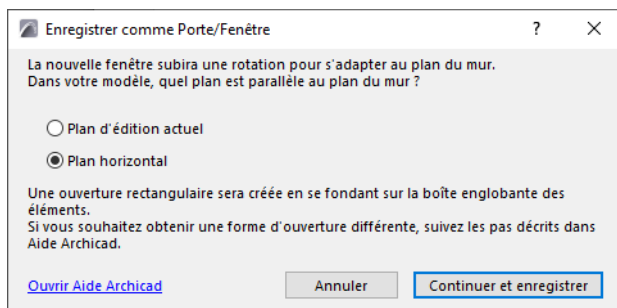 Enregistrer comme Porte/Fenêtre
La nouvelle fenêtre subira une rotation pour s'adapter au plan du mur.
Dans votre modèle, quel plan est parallèle au plan du mur ?
Plan d'édition actuel
Plan horizontal
Une ouverture rectangulaire sera créée en se fondant sur la boîte englobante des
éléments.
Si vous souhaitez obtenir une forme d'ouverture différente, suivez les pas décrits dans
Aide Archicad.
Ouvrir Aide Archicad Annuler Continuer et enregistrer